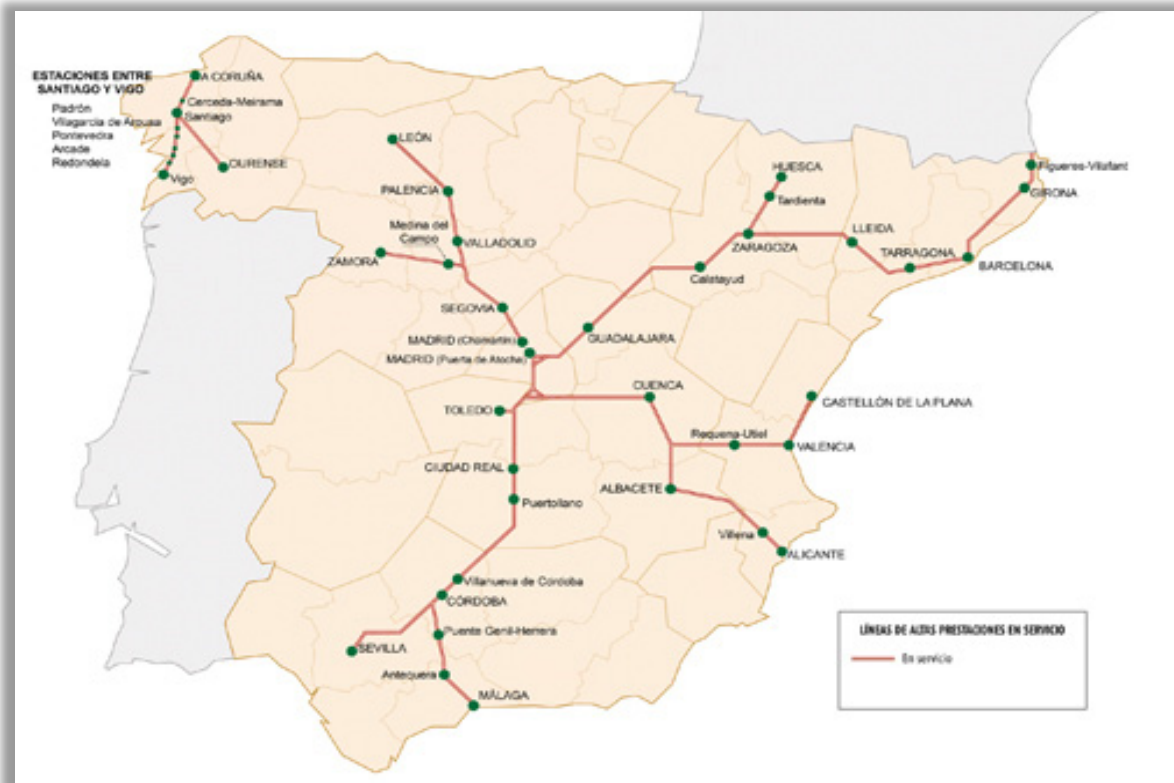 ESTACIONES ENTRE
SANTIAGO Y VIGO
Padrón
Vilagarcía de Arousa
Pontevedra
Arcade
Redondela
A CORUÑA
Cerceda-Meirama
Santiago
OURENSE
Vigo
LEÓN
PALENCIA
Medina del
Campo
VALLADOLID
ZAMORA
SEGOVIA
MADRID (Chamartín)
MADRID (Puerta de Atocha)
GUADALAJARA
HUESCA
Tardienta
ZARAGOZA
Calatayud
LLEIDA
TARRAGONA
BARCELONA
Figueres-Vilafant
GIRONA
TOLEDO
CUENCA
CASTELLÓN DE LA PLANA
Requena-Utiel
VALENCIA
CIUDAD REAL
Puertollano
ALBACETE
Villena
ALICANTE
Villanueva de Córdoba
CÓRDOBA
Puente Genil-Herrera
SEVILLA
Antequera
MÁLAGA
LÍNEAS DE ALTAS PRESTACIONES EN SERVICIO
En servicio